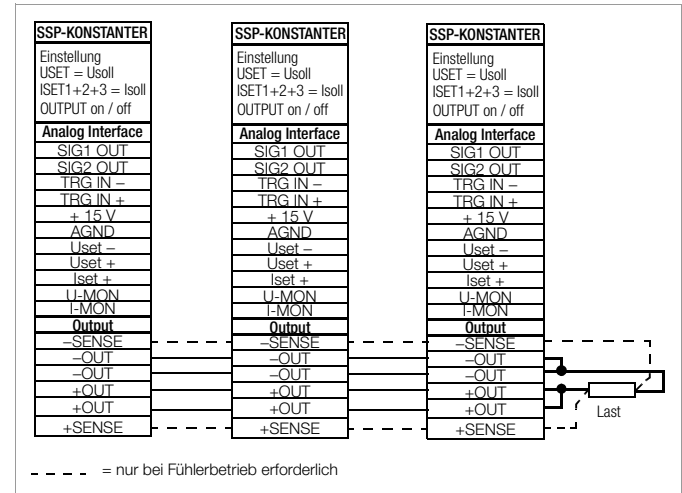 SSP-KONSTANTER
Einstellung
USET = Usoll
ISET1+2+3 = Isoll
OUTPUT on / off
Analog Interface
SIG1 OUT
SIG2 OUT
TRG IN –
TRG IN +
+ 15 V
AGND
Uset –
Uset +
Iset +
U-MON
I-MON
Output
–SENSE
–OUT
–OUT
+OUT
+OUT
+SENSE
SSP-KONSTANTER
Einstellung
USET = Usoll
ISET1+2+3 = Isoll
OUTPUT on / off
Analog Interface
SIG1 OUT
SIG2 OUT
TRG IN –
TRG IN +
+ 15 V
AGND
Uset –
Uset +
Iset +
U-MON
I-MON
Output
–SENSE
–OUT
–OUT
+OUT
+OUT
+SENSE
SSP-KONSTANTER
Einstellung
USET = Usoll
ISET1+2+3 = Isoll
OUTPUT on / off
Analog Interface
SIG1 OUT
SIG2 OUT
TRG IN –
TRG IN +
+ 15 V
AGND
Uset –
Uset +
Iset +
U-MON
I-MON
Output
–SENSE
–OUT
–OUT
+OUT
+OUT
+SENSE
Last
= nur bei Fühlerbetrieb erforderlich